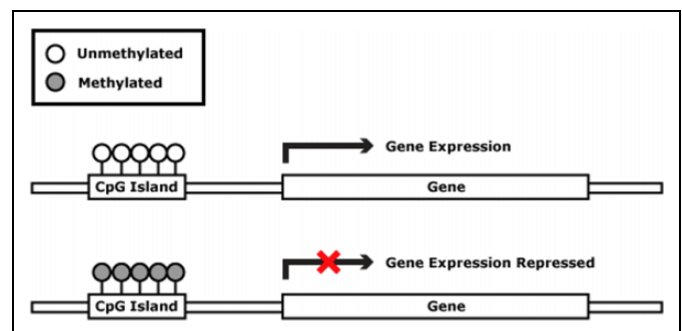 Unmethylated
Methylated
Gene Expression
CpG Island
Gene
Gene Expression Repressed
CpG Island
Gene